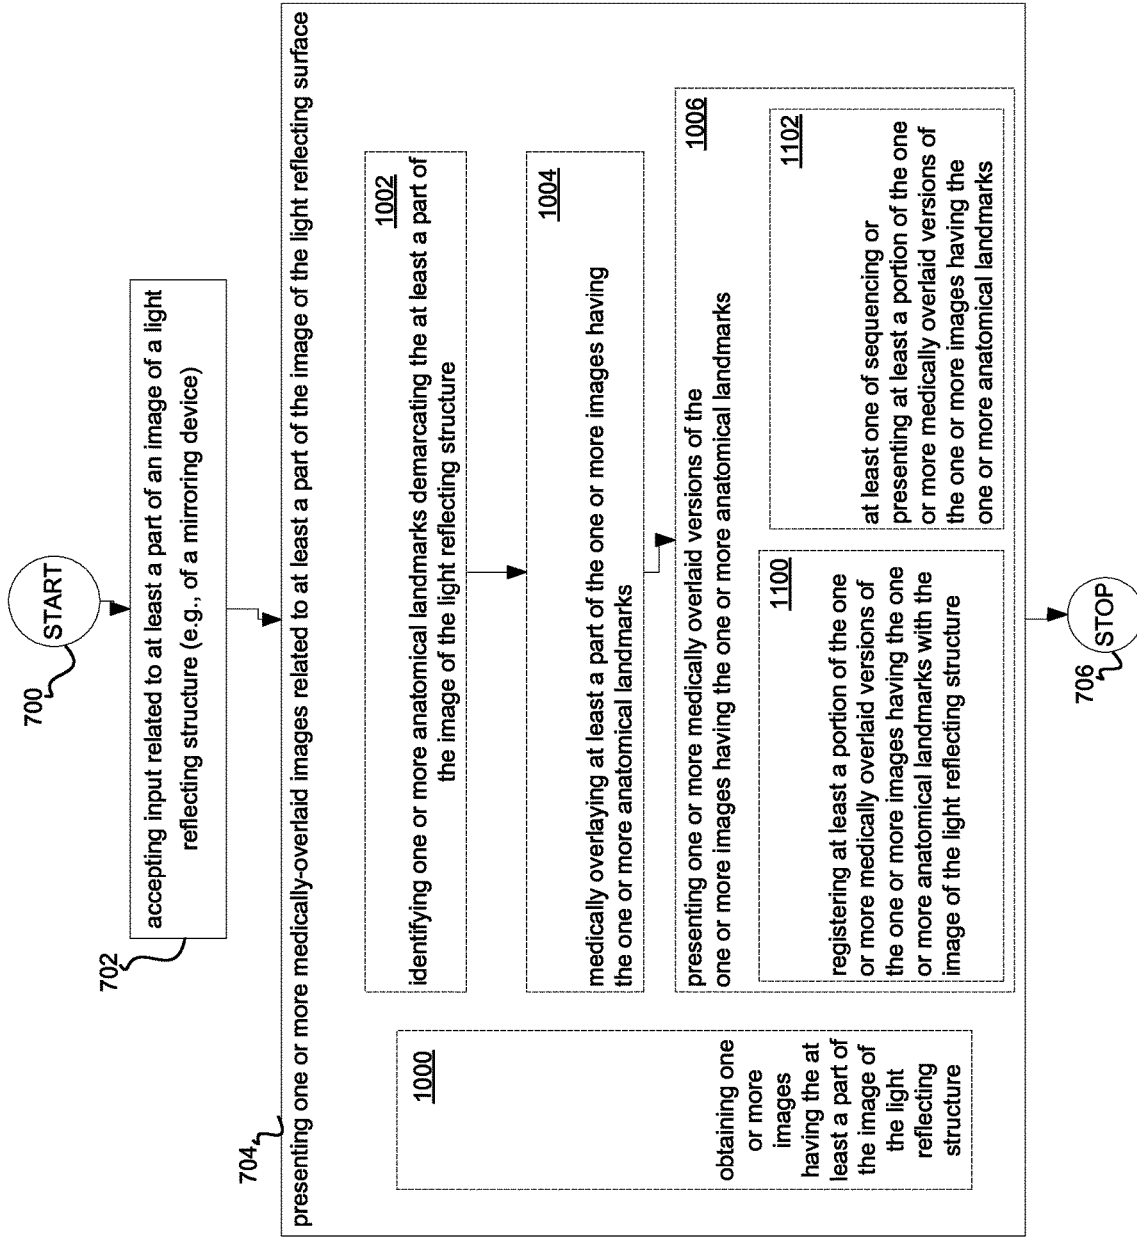 700
START
702
accepting input related to at least a part of an image of a light
reflecting structure (e.g., of a mirroring device)
704
presenting one or more medically-overlaid images related to at least a part of the image of the light reflecting surface
1000
obtaining one
or more
images
having the at
least a part of
the image of
the light
reflecting
structure
1002
identifying one or more anatomical landmarks demarcating the at least a part of
the image of the light reflecting structure
1004
medically overlaying at least a part of the one or more images having
the one or more anatomical landmarks
1006
presenting one or more medically overlaid versions of the
one or more images having the one or more anatomical landmarks
1100
registering at least a portion of the one
or more medically overlaid versions of
the one or more images having the one
or more anatomical landmarks with the
image of the light reflecting structure
1102
at least one of sequencing or
presenting at least a portion of the one
or more medically overlaid versions of
the one or more images having the
one or more anatomical landmarks
706
STOP